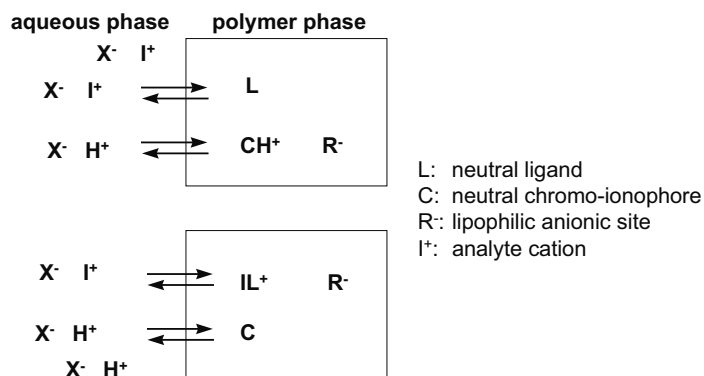 aqueous phase polymer phase
X- I+
X- I+ L
X- H+ CH+ R-
L: neutral ligand
C: neutral chromo-ionophore
R-: lipophilic anionic site
I+: analyte cation
X- I+ IL+ R-
X- H+ C
X- H+